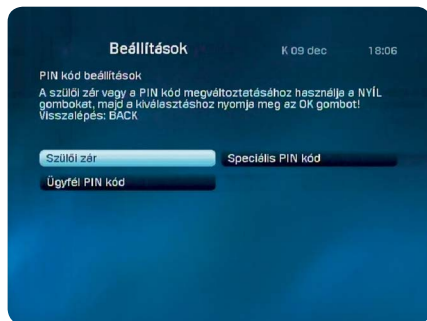 Beállítások K 09 dec 18:06
PIN kód beállítások
A szülői zár vagy a PIN kód megváltoztatásához használja a NYÍL
gombokat, majd a kiválasztáshoz nyomja meg az OK gombot!
Visszalépés: BACK
Szülői zár Speciális PIN kód
Ügyfél PIN kód